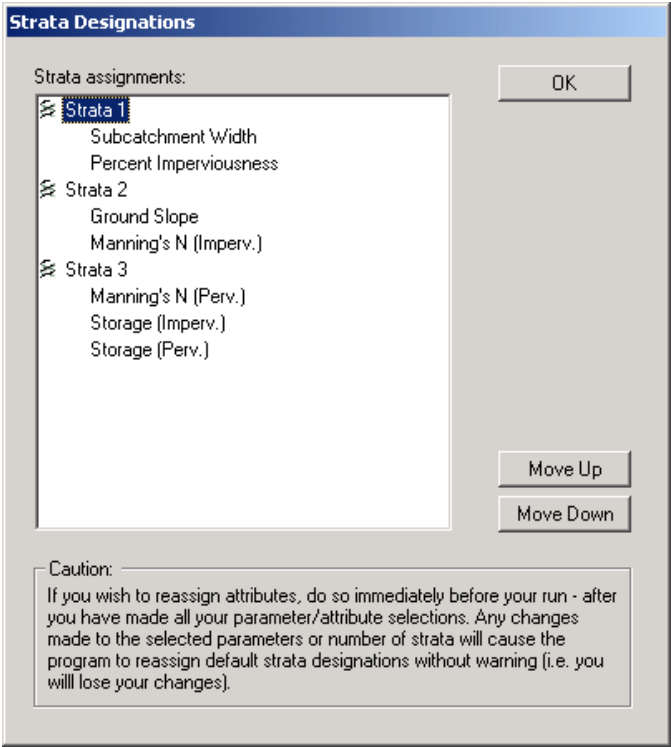 Strata Designations
Strata assignments:
OK
Strata 1
Subcatchment Width
Percent Imperviousness
Strata 2
Ground Slope
Manning's N (Imperv.)
Strata 3
Manning's N (Perv.)
Storage (Imperv.)
Storage (Perv.)
Move Up
Move Down
Caution:
If you wish to reassign attributes, do so immediately before your run - after
you have made all your parameter/attribute selections. Any changes
made to the selected parameters or number of strata will cause the
program to reassign default strata designations without warning (i.e. you
willl lose your changes).